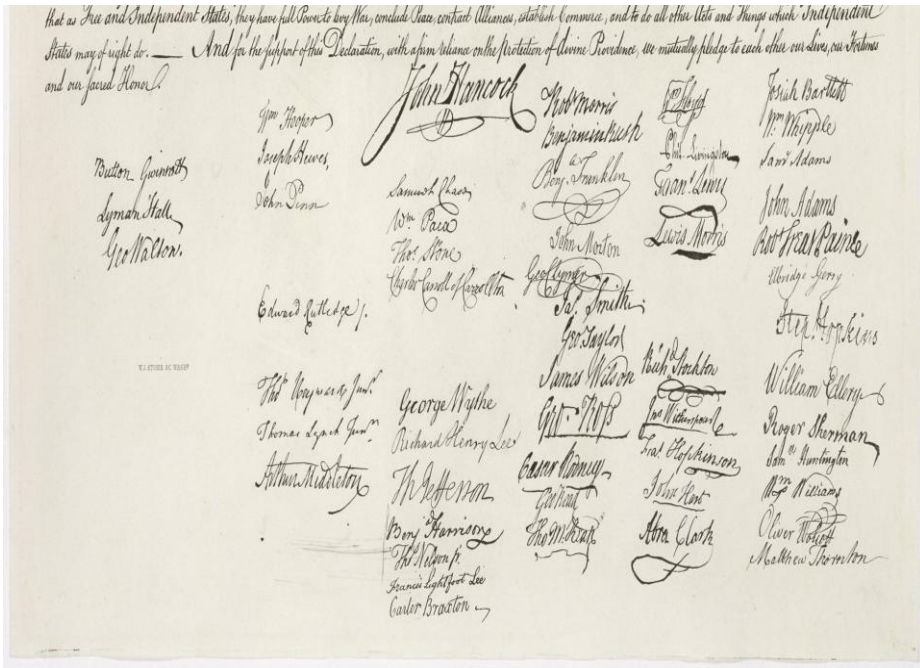 that as Free and Independent States, they have full Power to levy War, conclude Peace, contract Alliances, establish Commerce, and to do all other Acts and Things which Independent
States may of right do. — And for the support of this Declaration, with a firm reliance on the protection of divine Providence, we mutually pledge to each other our Lives, our Fortunes
and our sacred Honor.
Button Gwinnett
Lyman Hall
Geo Walton.
Wm Hooper
Joseph Hewes,
John Penn
Edward Rutledge /.
Thos Heyward Junr.
Thomas Lynch Junr.
Arthur Middleton
John Hancock
Samuel Chase
Wm. Paca
Thos. Stone
Charles Carroll of Carrollton
George Wythe
Richard Henry Lee
Th Jefferson
Benja Harrison
Thos Nelson jr.
Francis Lightfoot Lee
Carter Braxton
Robt Morris
Benjamin Rush
Benja. Franklin
John Morton
Geo Clymer
Jas. Smith
Geo. Taylor
James Wilson
Geo. Ross
Caesar Rodney
Geo Read
Tho M:Kean
Wm Floyd
Phil. Livingston
Frans. Lewis
Lewis Morris
Richd. Stockton
Jno Witherspoon
Fras. Hopkinson
John Hart
Abra Clark
Josiah Bartlett
Wm. Whipple
Saml Adams
John Adams
Robt Treat Paine
Elbridge Gerry
Step. Hopkins
William Ellery
Roger Sherman
Saml Huntington
Wm Williams
Oliver Wolcott
Matthew Thornton